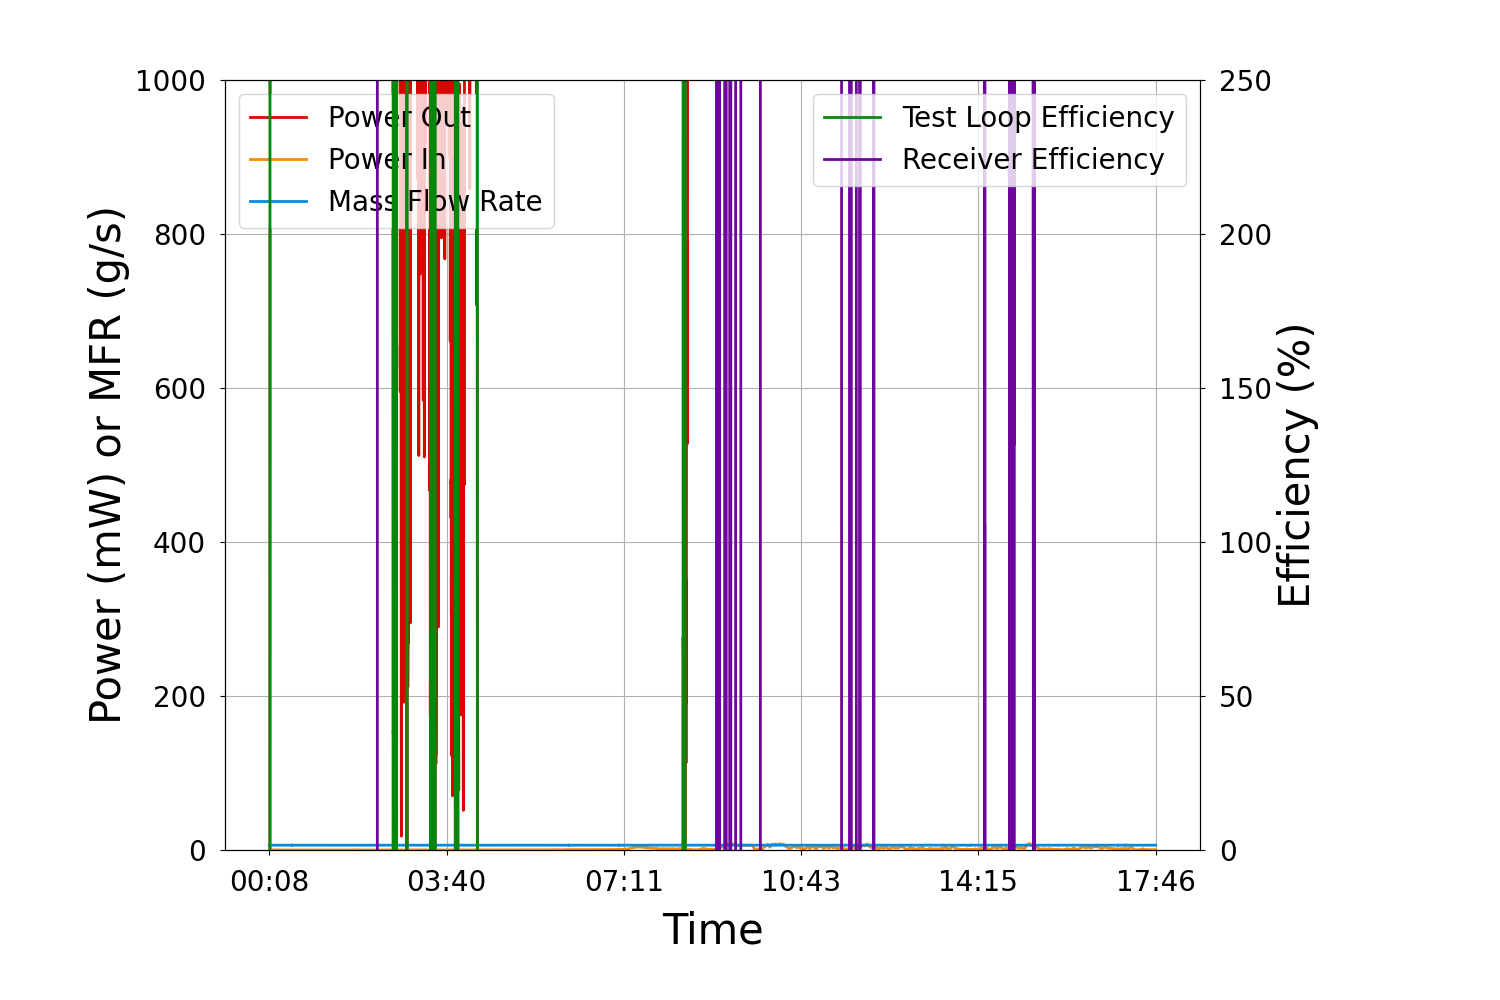 1000
800
600
400
200
0
Power (mW) or MFR (g/s)
Power Out
Power In
Mass Flow Rate
Test Loop Efficiency
Receiver Efficiency
250
200
150
100
50
0
Efficiency (%)
00:08 03:40 07:11 10:43 14:15 17:46
Time